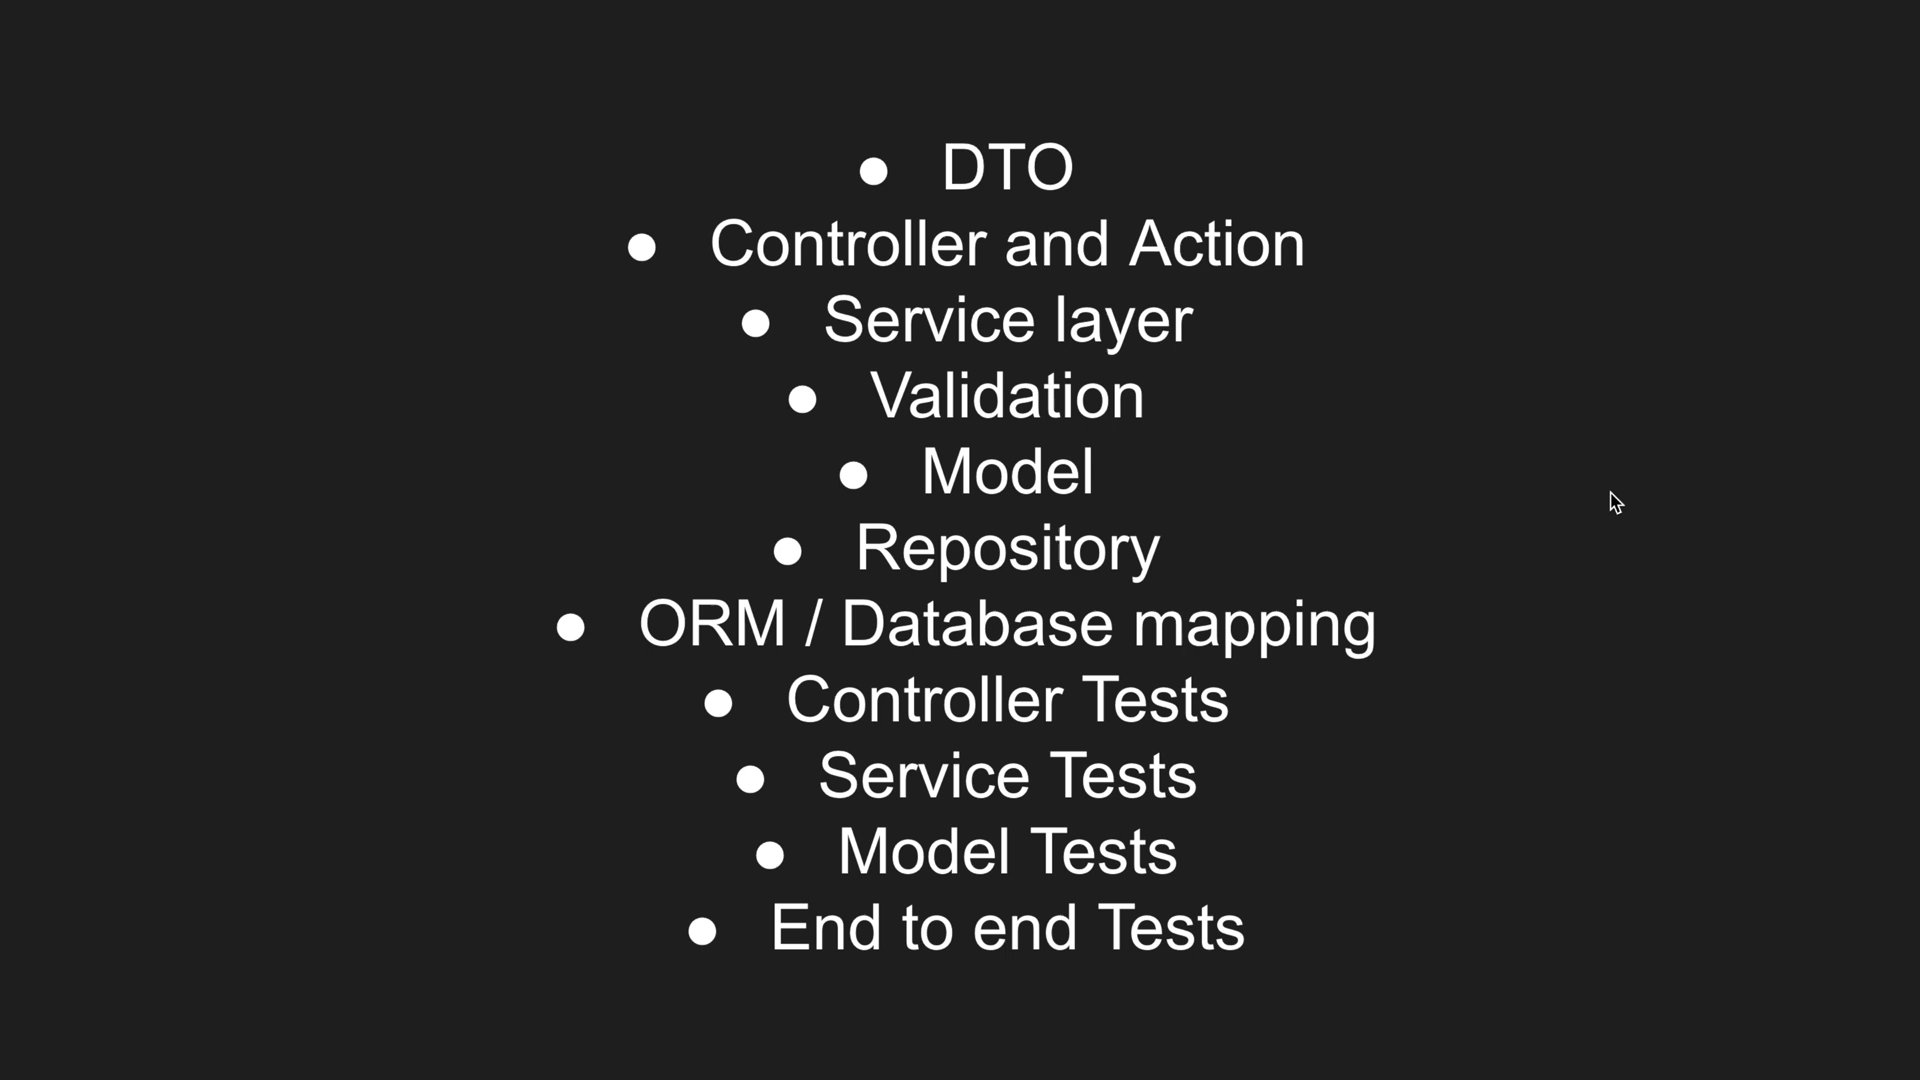 ● DTO
● Controller and Action
● Service layer
● Validation
● Model
● Repository
● ORM / Database mapping
● Controller Tests
● Service Tests
● Model Tests
● End to end Tests